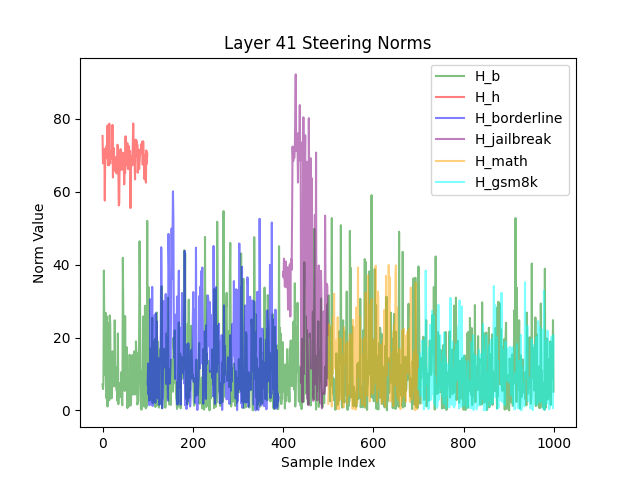 Layer 41 Steering Norms
H_b
H_h
H_borderline
H_jailbreak
H_math
H_gsm8k
80
60
40
20
0
Norm Value
0 200 400 600 800 1000
Sample Index